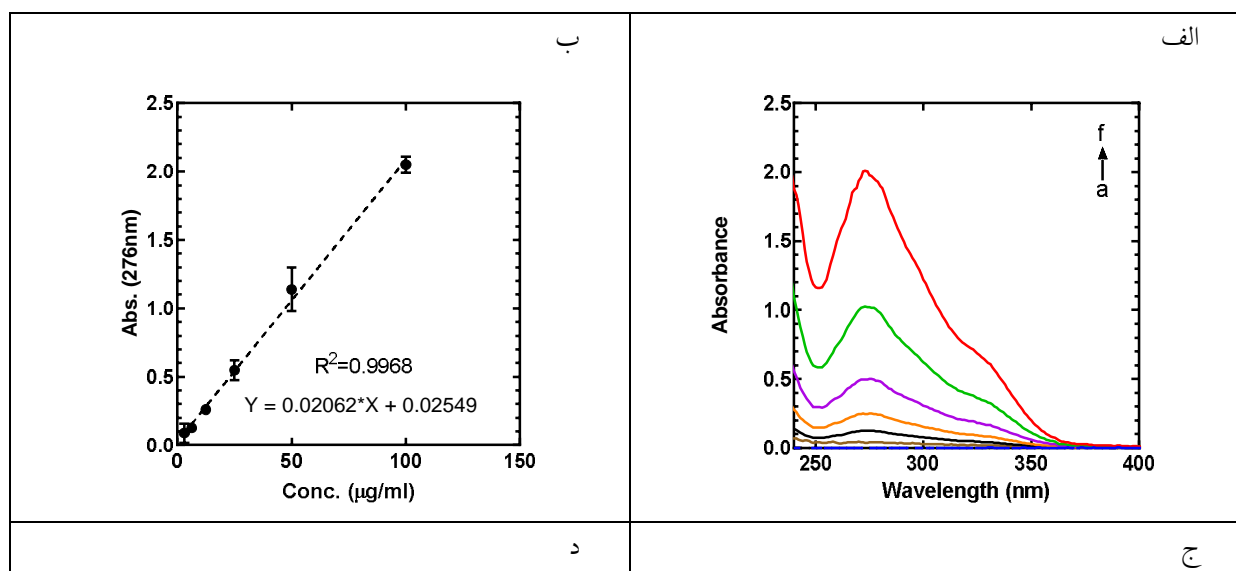 الف
2.5
2.0
1.5
1.0
0.5
0.0
250
300
350
400
Absorbance
Wavelength (nm)
f
a
ب
2.5
2.0
1.5
1.0
0.5
0.0
0
50
100
150
Abs. (276nm)
Conc. (μg/ml)
R²=0.9968
Y = 0.02062*X + 0.02549
ج
د